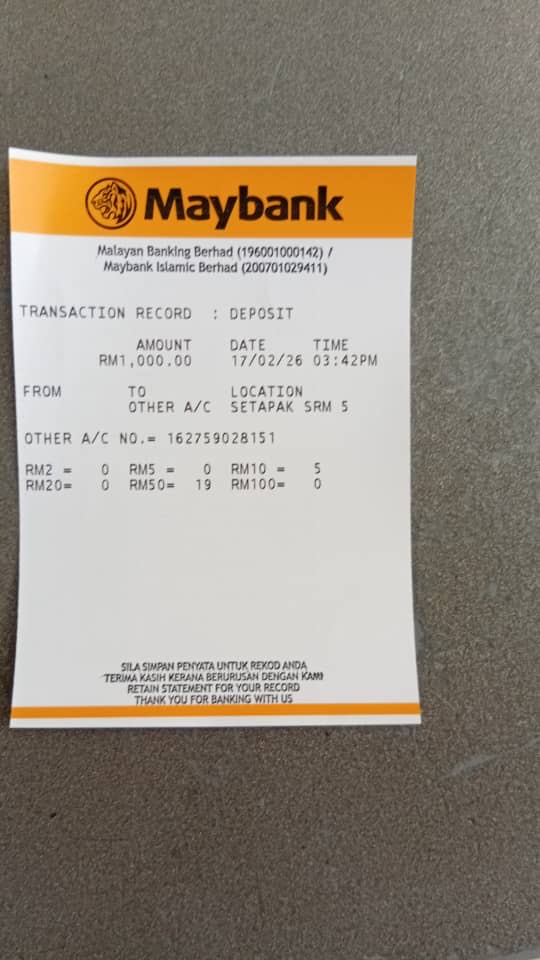 Maybank
Malayan Banking Berhad (196001000142) /
Maybank Islamic Berhad (200701029411)
TRANSACTION RECORD : DEPOSIT
AMOUNT DATE TIME
RM1,000.00 17/02/26 03:42PM
FROM TO LOCATION
OTHER A/C SETAPAK SRM 5
OTHER A/C NO.= 162759028151
RM2 = 0 RM5 = 0 RM10 = 5
RM20= 0 RM50= 19 RM100= 0
SILA SIMPAN PENYATA UNTUK REKOD ANDA
TERIMA KASIH KERANA BERURUSAN DENGAN KAMI
RETAIN STATEMENT FOR YOUR RECORD
THANK YOU FOR BANKING WITH US